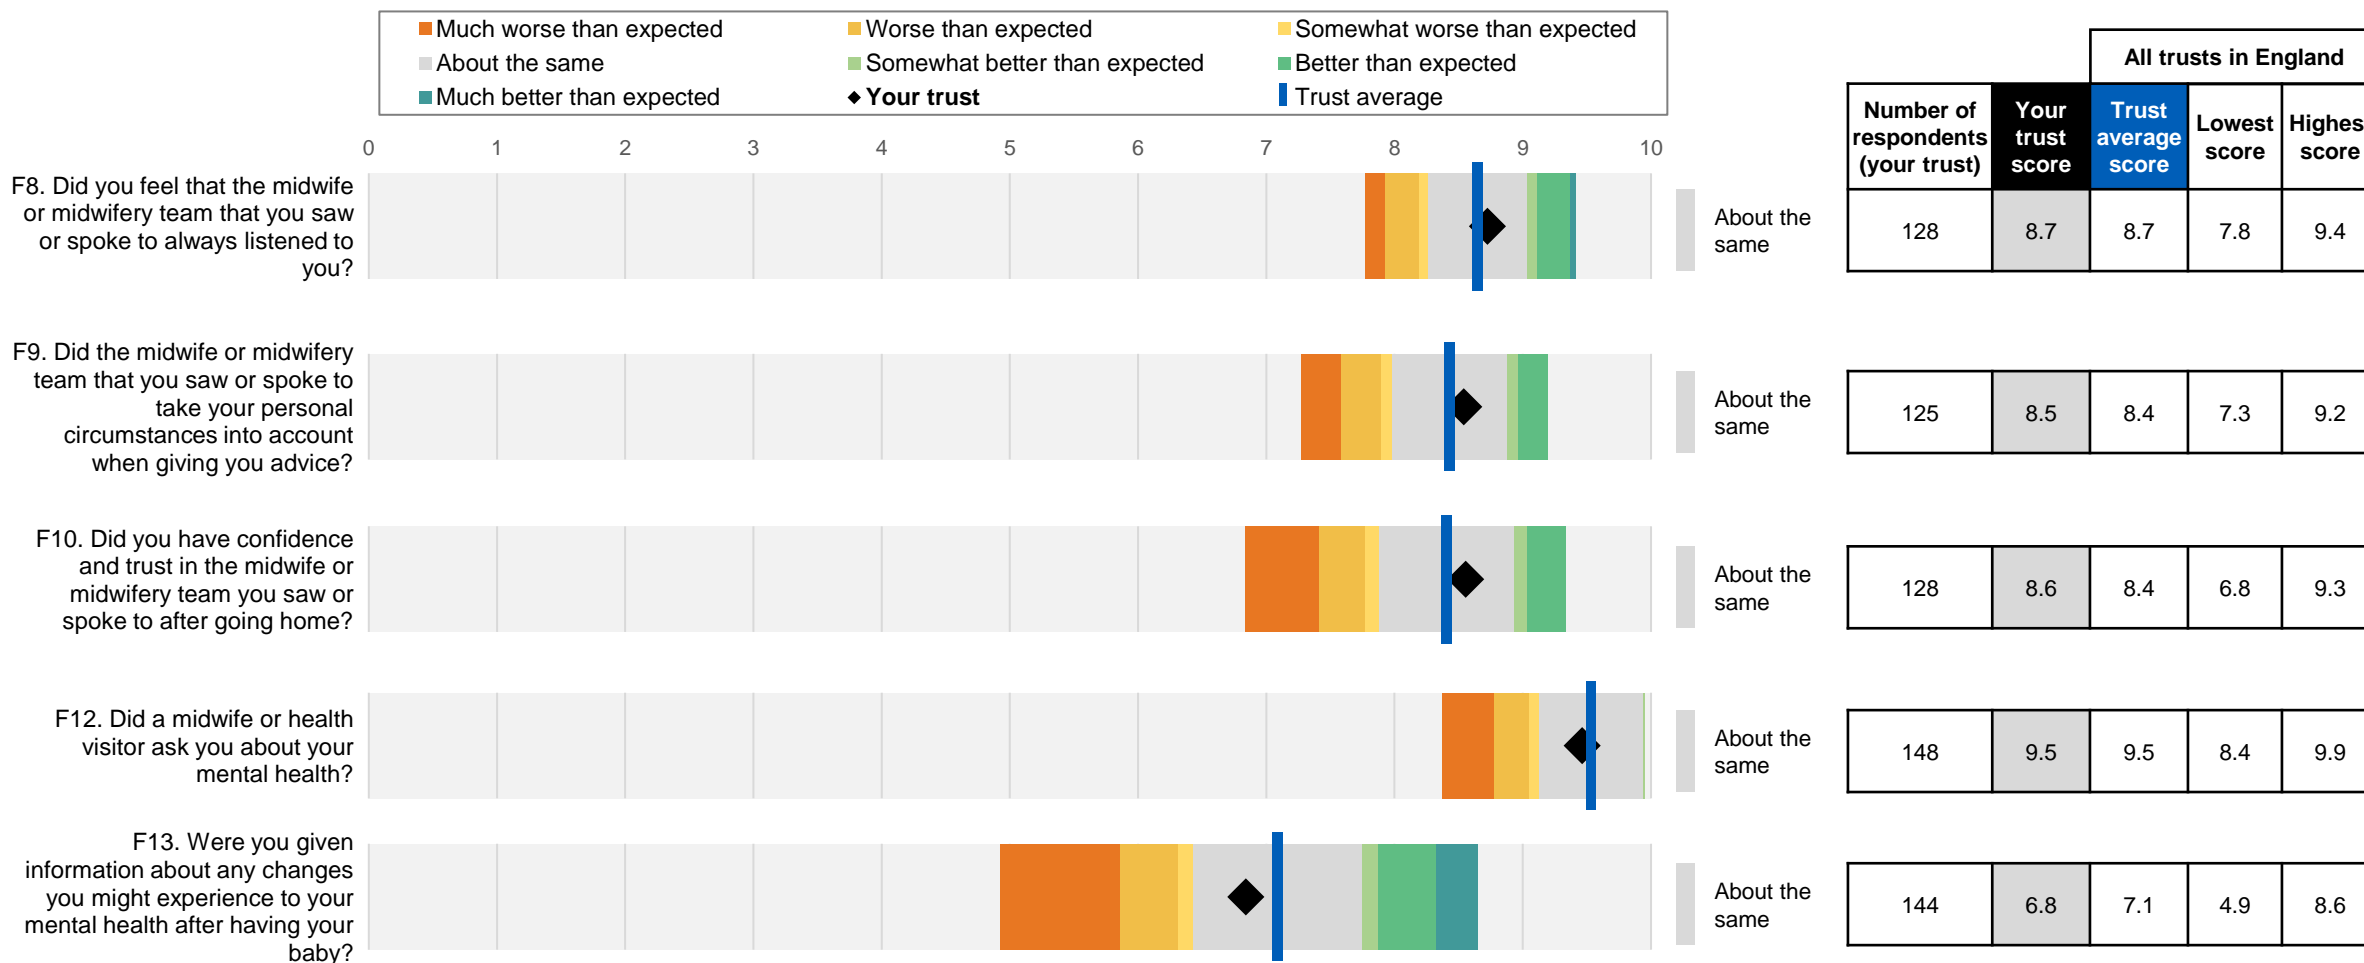 Much worse than expected
Worse than expected
Somewhat worse than expected
About the same
Somewhat better than expected
Better than expected
Much better than expected
Your trust
Trust average
All trusts in England
Number of
respondents
(your trust)
Your
trust
score
Trust
average
score
Lowest
score
Highes
score
0 1 2 3 4 5 6 7 8 9 10
F8. Did you feel that the midwife
or midwifery team that you saw
or spoke to always listened to
you?
About the
same
128 8.7 8.7 7.8 9.4
F9. Did the midwife or midwifery
team that you saw or spoke to
take your personal
circumstances into account
when giving you advice?
About the
same
125 8.5 8.4 7.3 9.2
F10. Did you have confidence
and trust in the midwife or
midwifery team you saw or
spoke to after going home?
About the
same
128 8.6 8.4 6.8 9.3
F12. Did a midwife or health
visitor ask you about your
mental health?
About the
same
148 9.5 9.5 8.4 9.9
F13. Were you given
information about any changes
you might experience to your
mental health after having your
baby?
About the
same
144 6.8 7.1 4.9 8.6